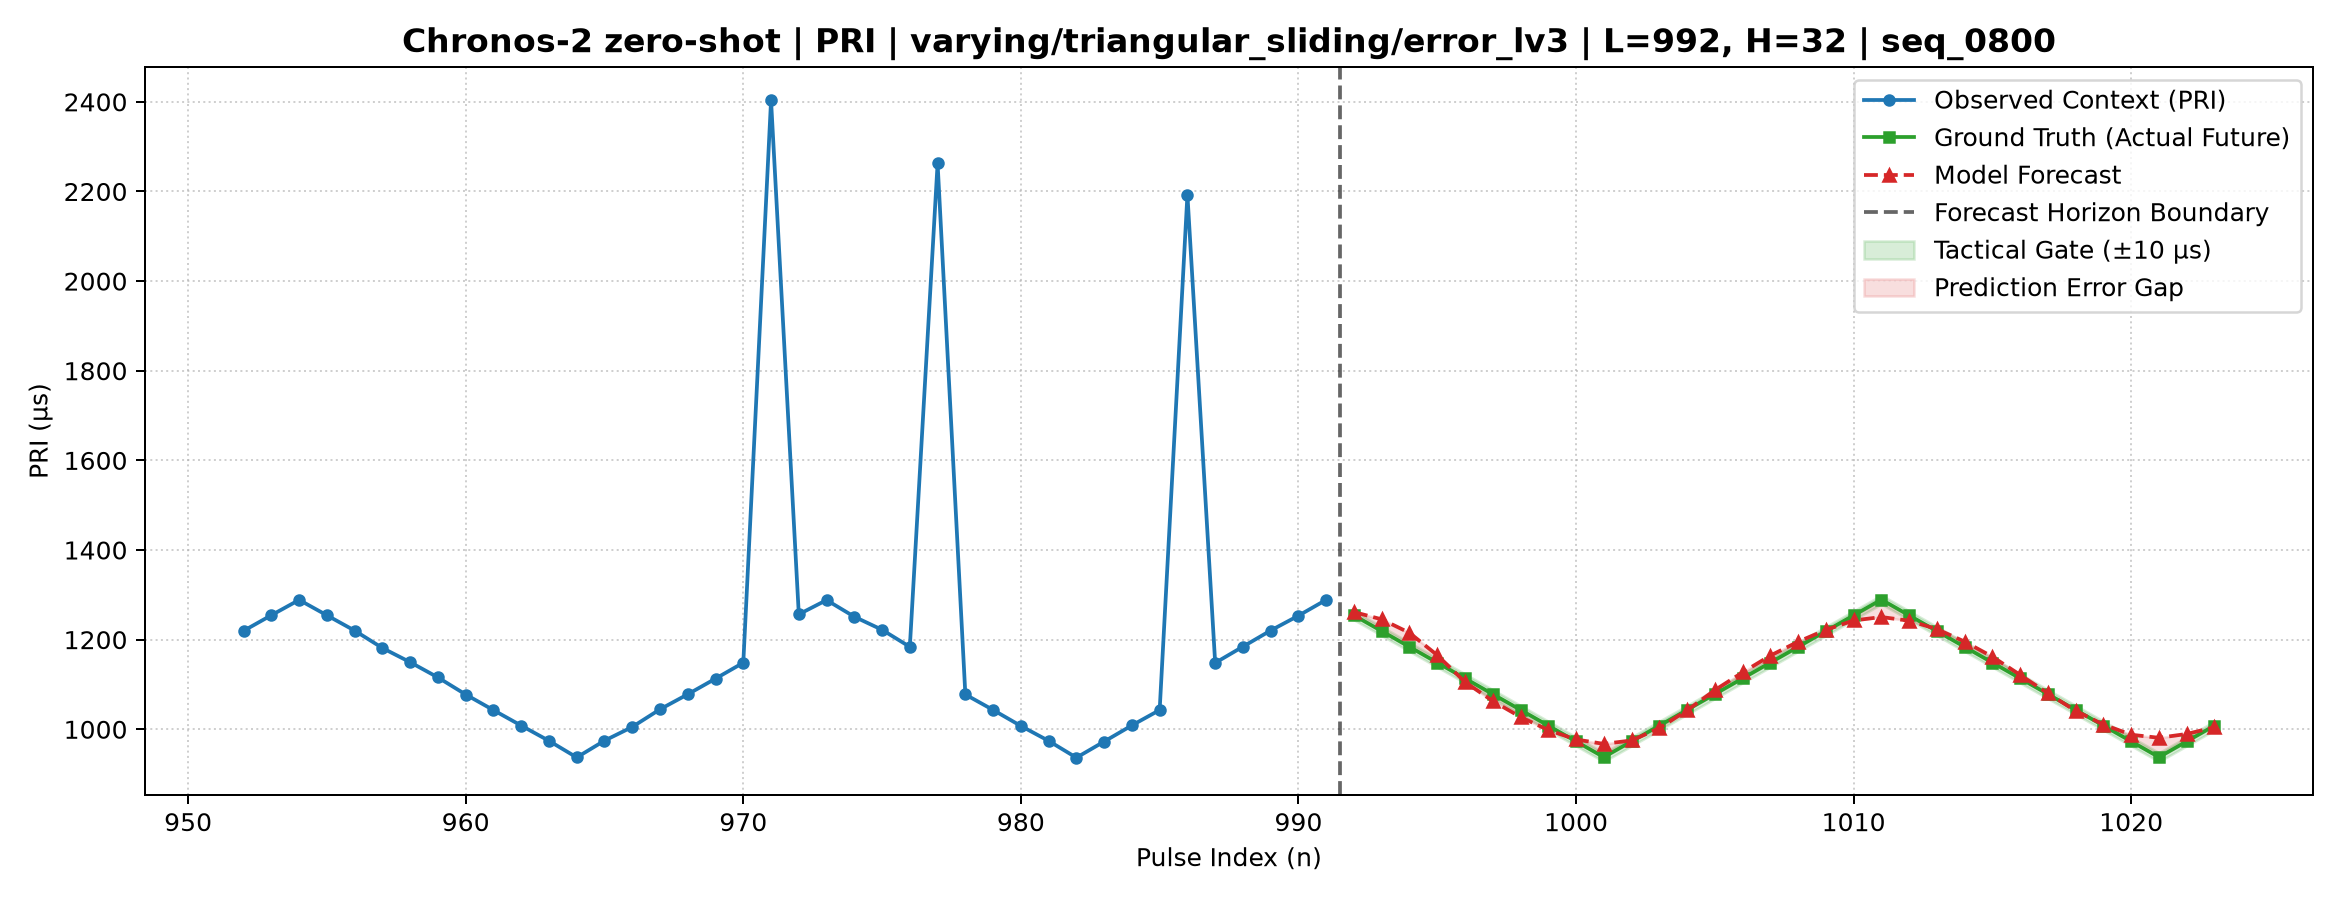 Chronos-2 zero-shot | PRI | varying/triangular_sliding/error_lv3 | L=992, H=32 | seq_0800
Observed Context (PRI)
Ground Truth (Actual Future)
Model Forecast
Forecast Horizon Boundary
Tactical Gate (±10 µs)
Prediction Error Gap
PRI (µs)
2400
2200
2000
1800
1600
1400
1200
1000
950 960 970 980 990 1000 1010 1020
Pulse Index (n)